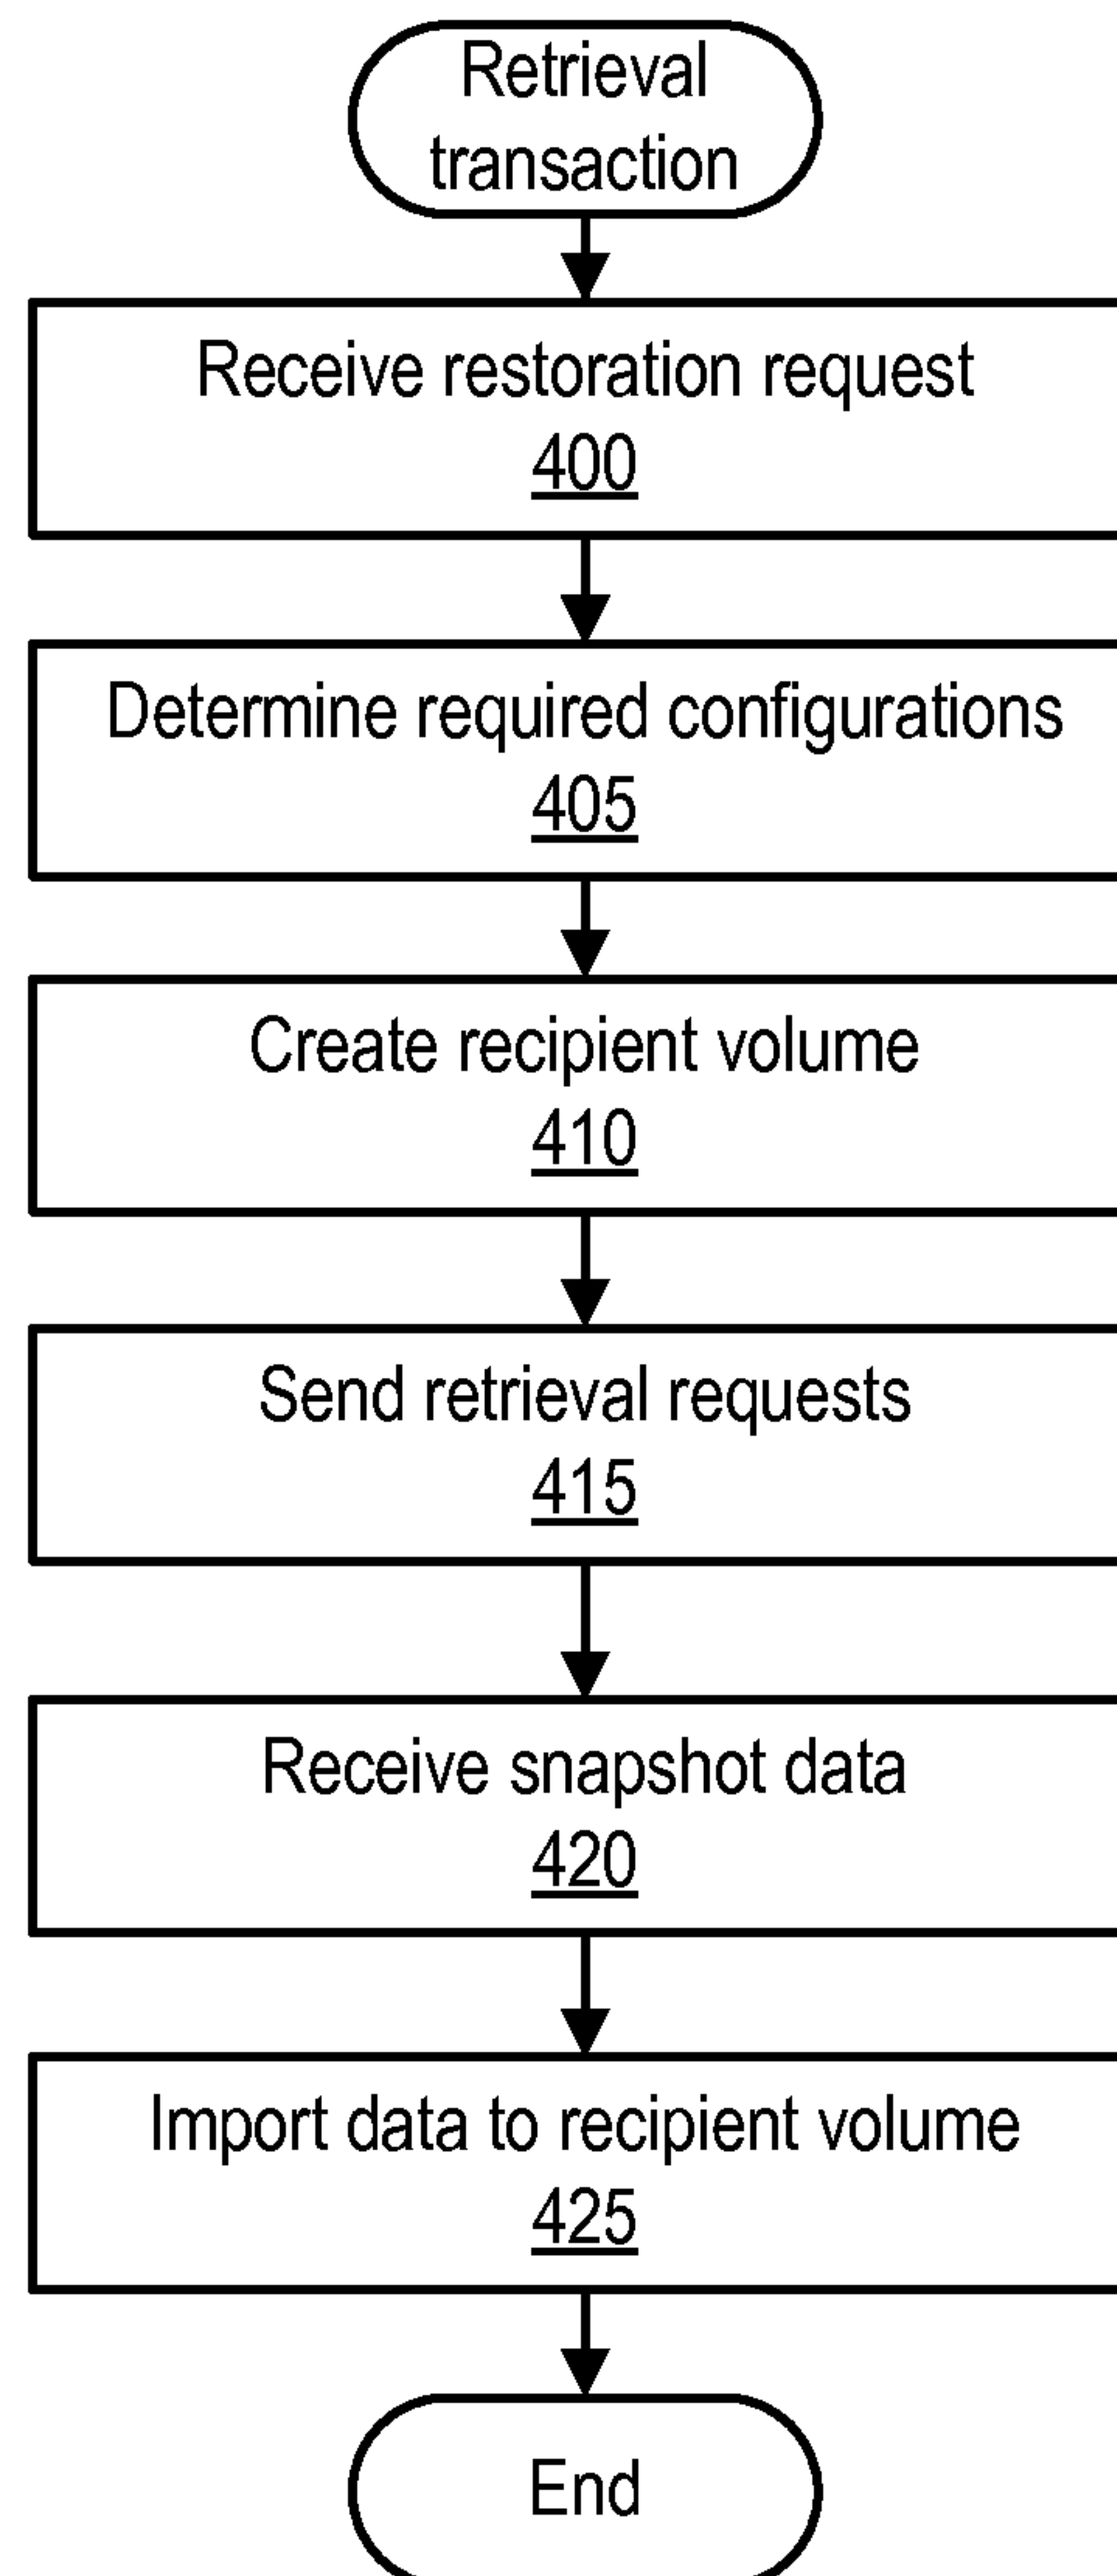 Retrieval
transaction
Receive restoration request
400
Determine required configurations
405
Create recipient volume
410
Send retrieval requests
415
Receive snapshot data
420
Import data to recipient volume
425
End